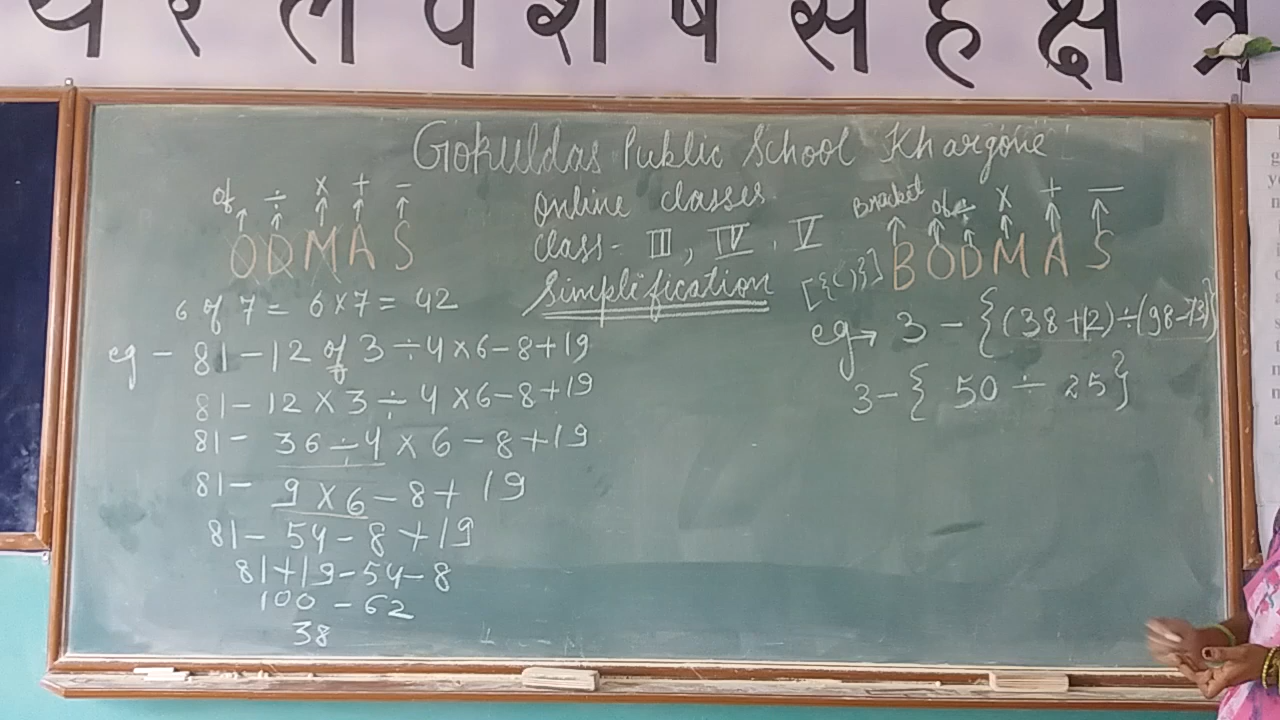 य र ल व श ष स ह क्ष त्र
Gokuldas Public School Khargone
Online classes
Class- III, IV, V
Simplification
of ÷ × + −
O D M A S
6 of 7 = 6×7 = 42
eg - 81-12 of 3÷4×6-8+19
81-12×3÷4×6-8+19
81- 36÷4×6-8+19
81- 9×6-8+19
81-54-8+19
81+19-54-8
100-62
38
Bracket of ÷ × + −
[{()}] B O D M A S
eg→ 3-{(38+12)÷(98-73)}
3-{50÷25}